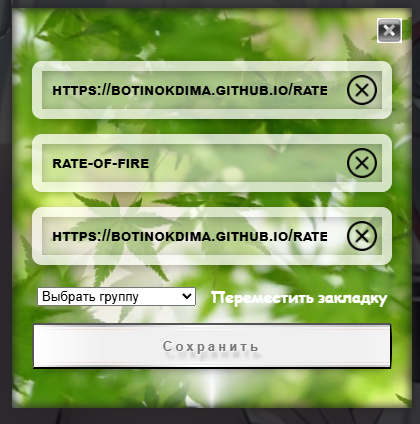 HTTPS://BOTINOKDIMA.GITHUB.IO/RATE
RATE-OF-FIRE
HTTPS://BOTINOKDIMA.GITHUB.IO/RATE
Выбрать группу Переместить закладку
Сохранить